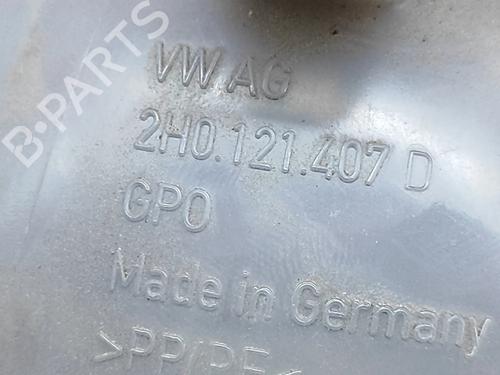 VW AG
2H0.121.407 D
GPO
Made in Germany
>PP/PE<
B-PARTS